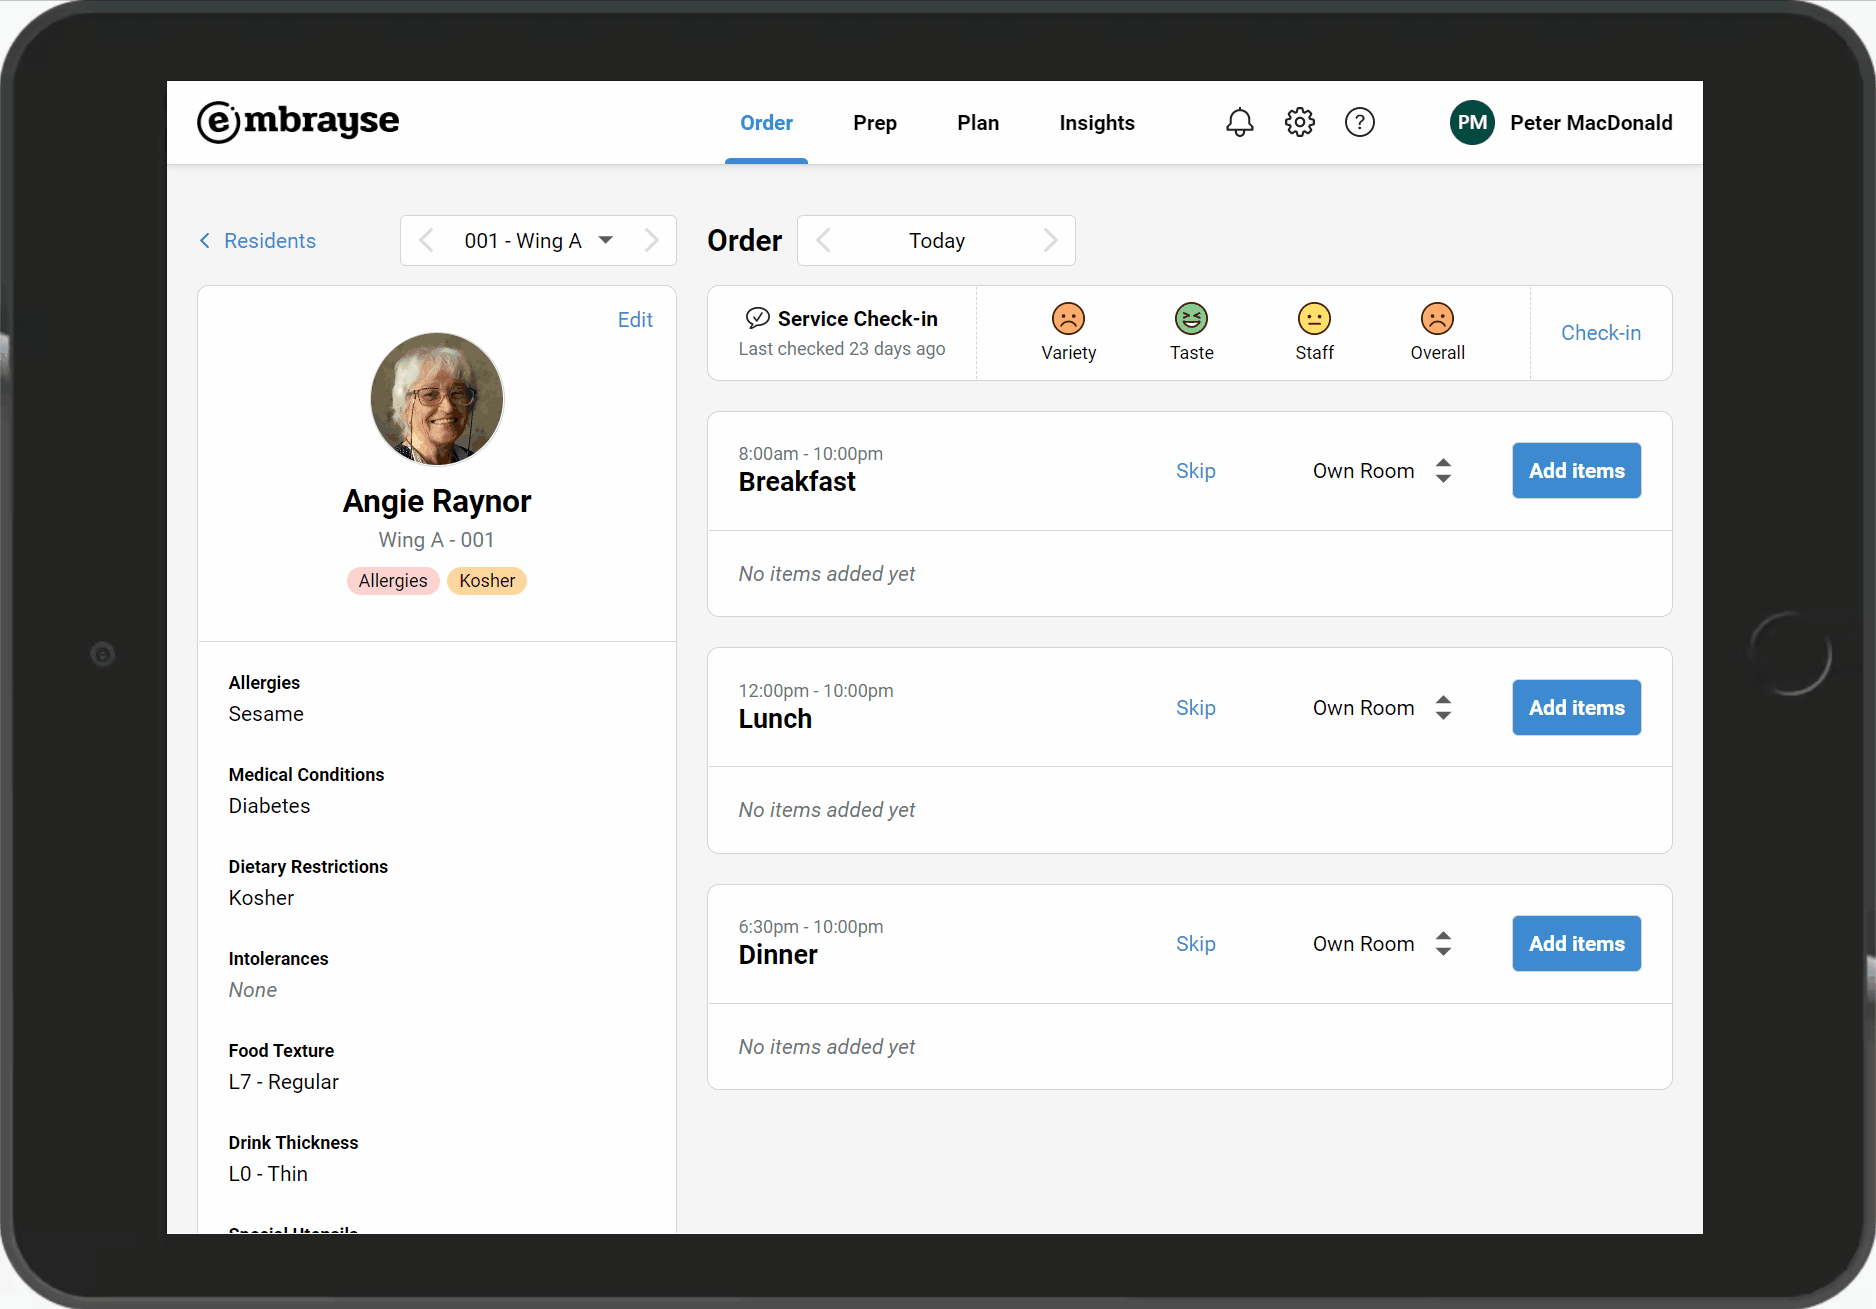 embrayse
Order
Prep
Plan
Insights
?
PM
Peter MacDonald
Residents
001 - Wing A
Order
Today
Edit
Angie Raynor
Wing A - 001
Allergies
Kosher
Allergies
Sesame
Medical Conditions
Diabetes
Dietary Restrictions
Kosher
Intolerances
None
Food Texture
L7 - Regular
Drink Thickness
L0 - Thin
Special Utensils
Service Check-in
Last checked 23 days ago
Variety
Taste
Staff
Overall
Check-in
8:00am - 10:00pm
Breakfast
Skip
Own Room
Add items
No items added yet
12:00pm - 10:00pm
Lunch
Skip
Own Room
Add items
No items added yet
6:30pm - 10:00pm
Dinner
Skip
Own Room
Add items
No items added yet